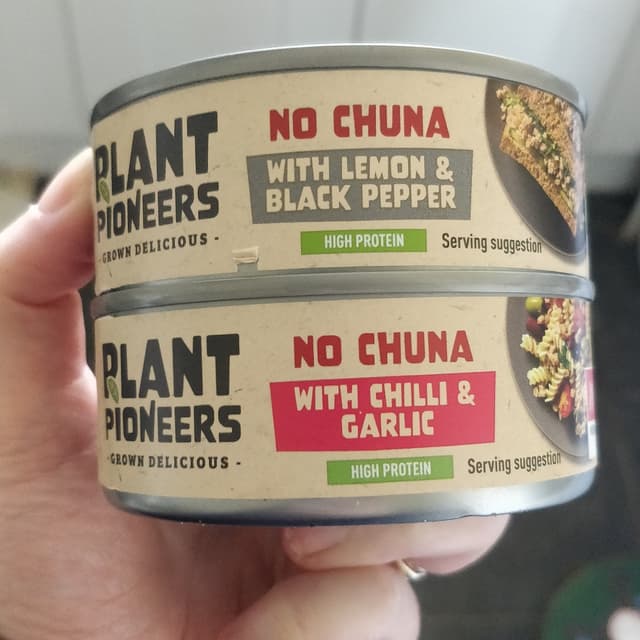 PLANT
PIONEERS
- GROWN DELICIOUS -
NO CHUNA
WITH LEMON &
BLACK PEPPER
HIGH PROTEIN
Serving suggestion
PLANT
PIONEERS
- GROWN DELICIOUS -
NO CHUNA
WITH CHILLI &
GARLIC
HIGH PROTEIN
Serving suggestion